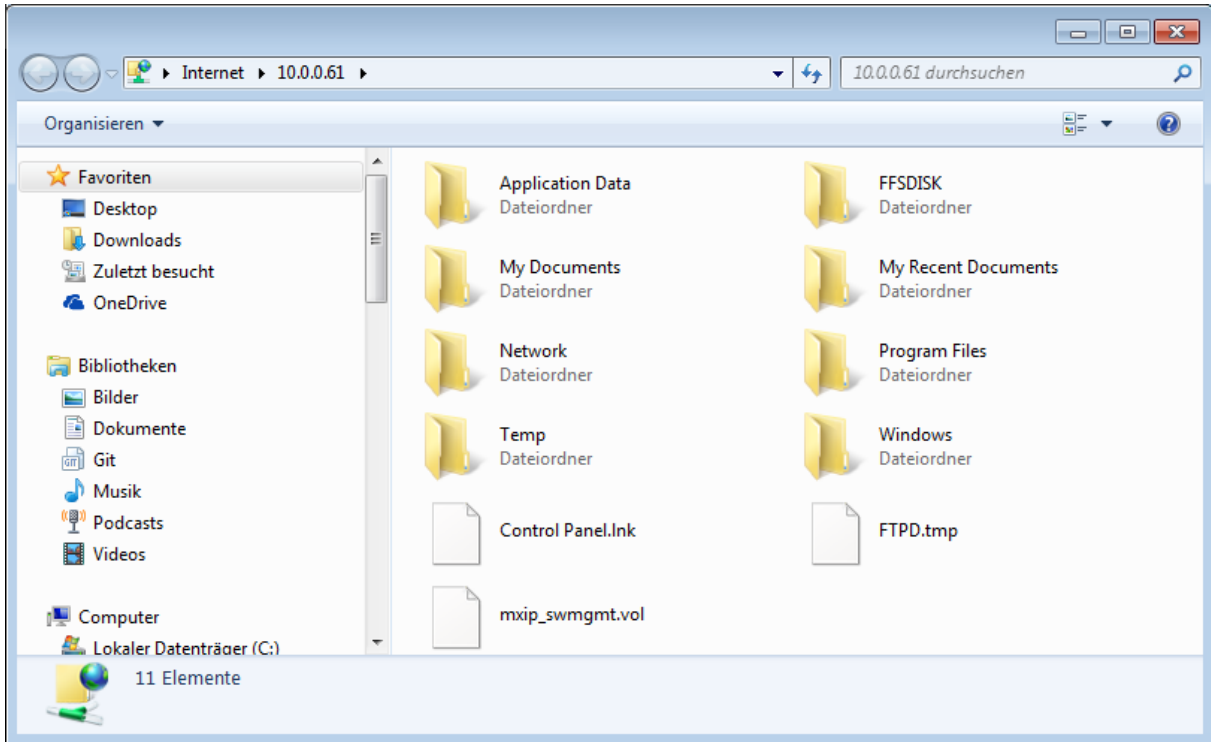 Internet 10.0.0.61
10.0.0.61 durchsuchen
Organisieren
Favoriten
Desktop
Downloads
Zuletzt besucht
OneDrive
Bibliotheken
Bilder
Dokumente
Git
Musik
Podcasts
Videos
Computer
Lokaler Datenträger (C:)
Application Data
Dateiordner
FFSDISK
Dateiordner
My Documents
Dateiordner
My Recent Documents
Dateiordner
Network
Dateiordner
Program Files
Dateiordner
Temp
Dateiordner
Windows
Dateiordner
Control Panel.lnk
FTPD.tmp
mxip_swmgmt.vol
11 Elemente